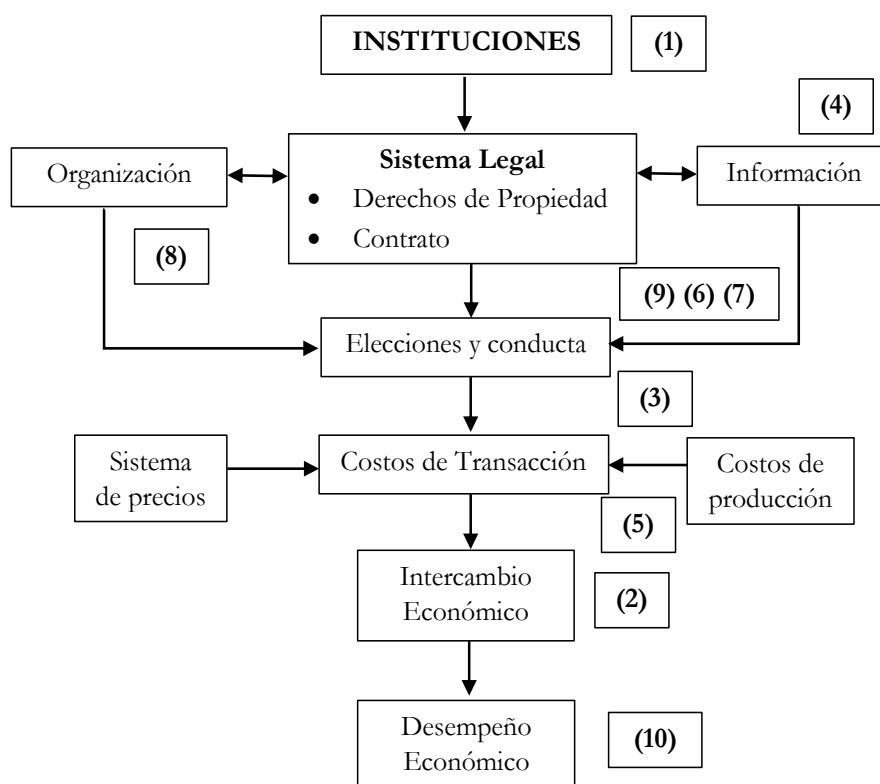 INSTITUCIONES
(1)
(4)
Organización
Sistema Legal
• Derechos de Propiedad
• Contrato
Información
(8)
(9) (6) (7)
Elecciones y conducta
(3)
Sistema
de precios
Costos de Transacción
Costos de
producción
(5)
Intercambio
Económico
(2)
Desempeño
Económico
(10)